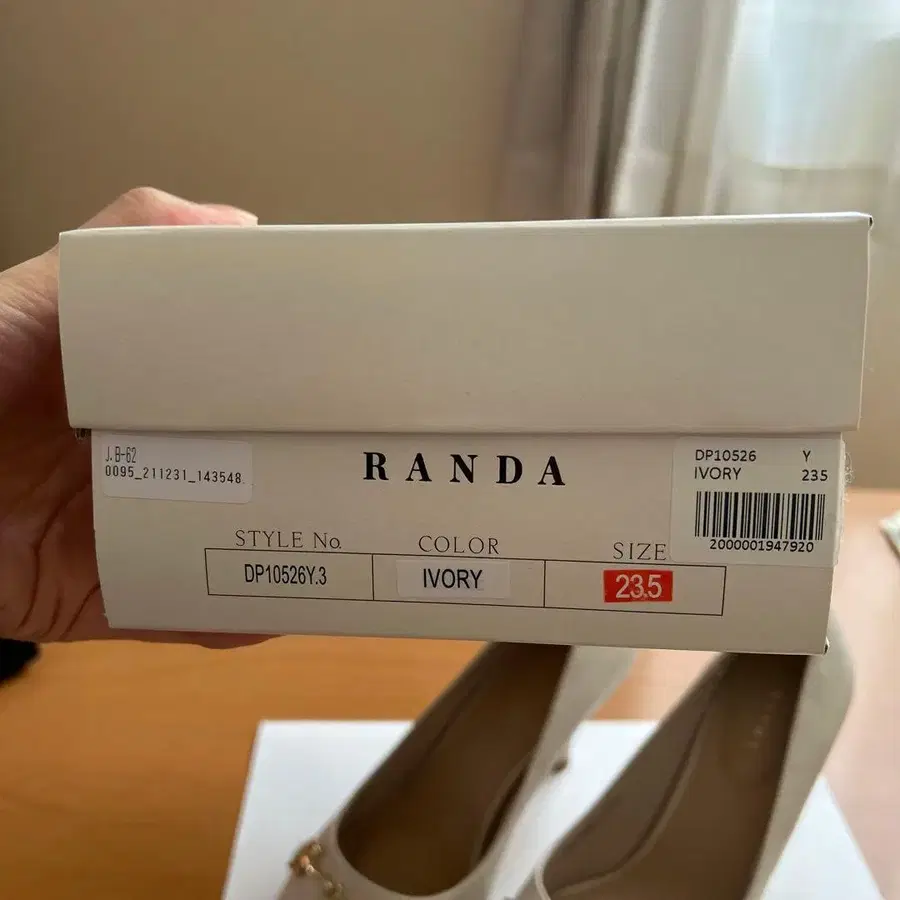 J.B-62
0095_211231_143548
RANDA
DP10526 Y
IVORY 235
2000001947920
STYLE No. COLOR SIZE
DP10526Y.3 IVORY 23.5